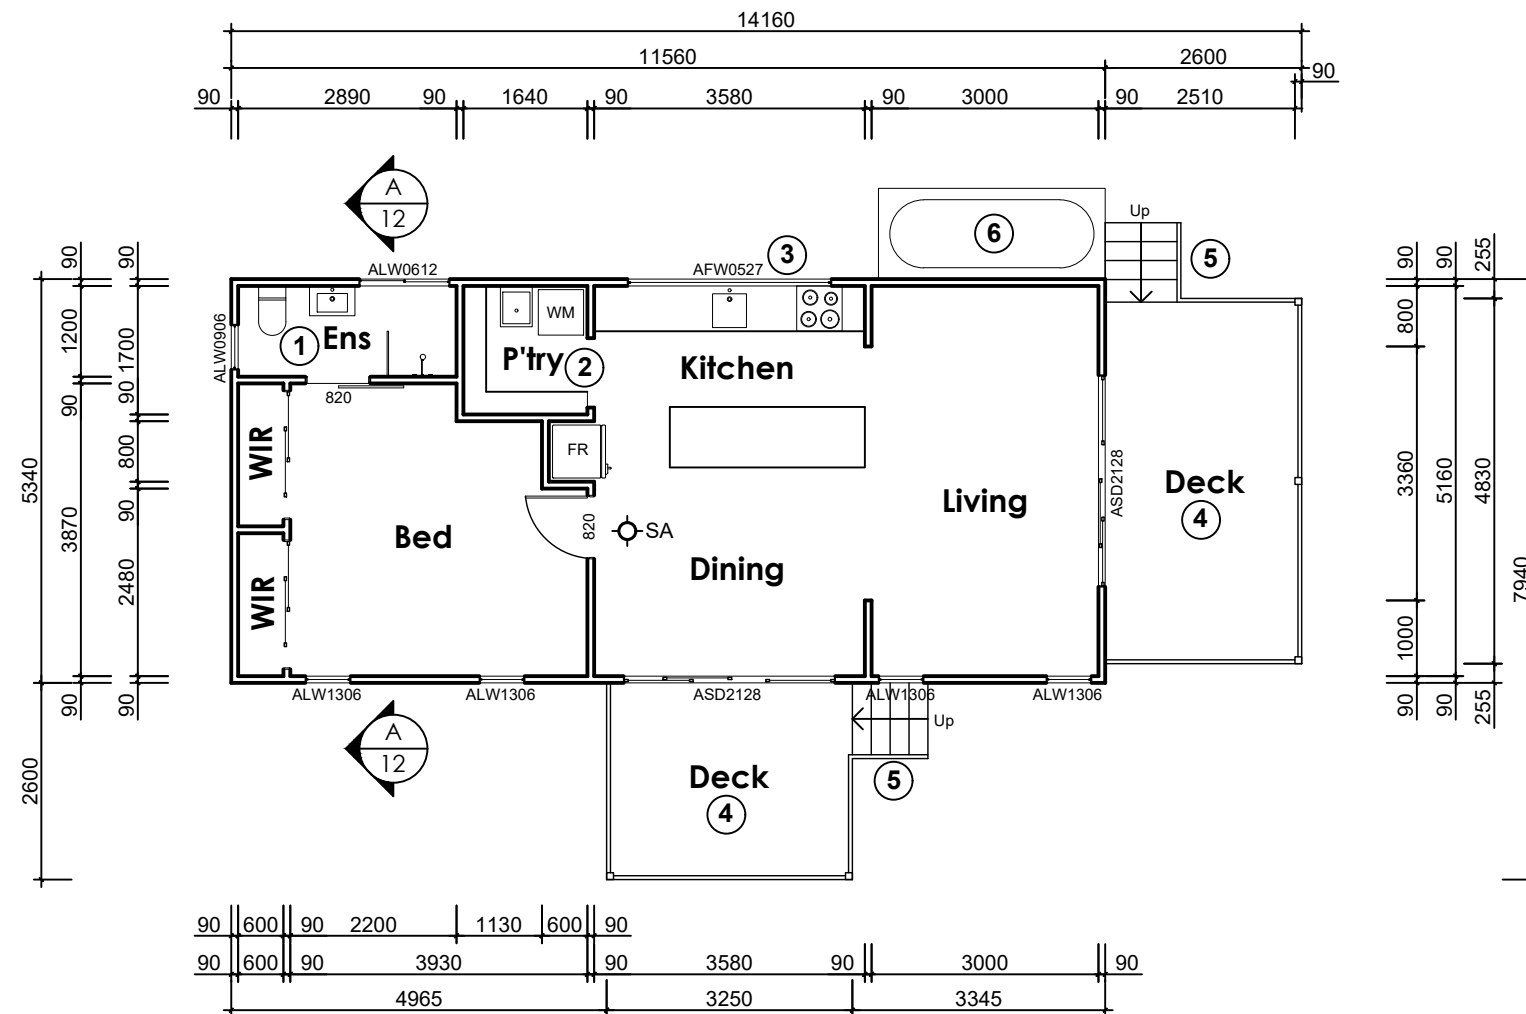 14160
11560 2600
90
90 2890 90 1640 90 3580 90 3000 90 2510
A
12
Up
6
3
5
ALW0612 AFW0527
90 90
90 90 255
WM
1 Ens
P'try 2
Kitchen
ALW0906
1200 1700
800
820
90 90
WIR
FR
800
5340
3870
90
2480
Bed
820
SA
Living
Dining
WIR
ASD2128
Deck
4
3360 5160 4830
7940
1000
90 90
90 90 255
ALW1306 ALW1306 ASD2128 ALW1306 ALW1306
A
12
Up
5
2600
Deck
4
90 600 90 2200 1130 600 90
90 600 90 3930 90 3580 90 3000 90
4965 3250 3345